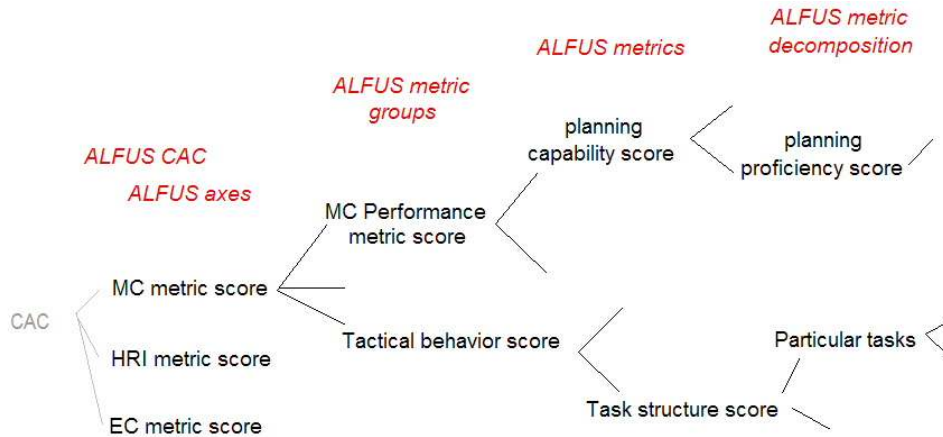 ALFUS metrics
ALFUS metric
decomposition
ALFUS metric
groups
ALFUS CAC
ALFUS axes
planning
capability score
planning
proficiency score
MC Performance
metric score
MC metric score
CAC
Tactical behavior score
Particular tasks
HRI metric score
Task structure score
EC metric score